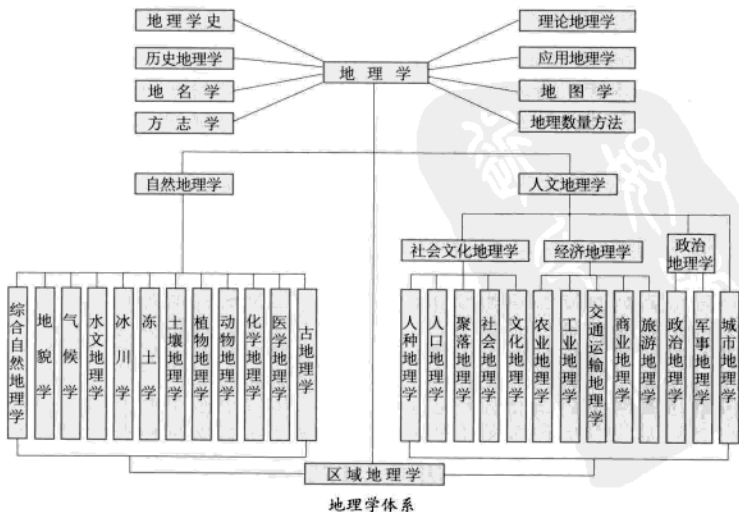 地理学史
理论地理学
历史地理学
应用地理学
地理学
地名学
地图学
方志学
地理数量方法
自然地理学
人文地理学
社会文化地理学
经济地理学
政治
地理学
综合自然地理学
地貌学
气候学
水文地理学
冰川学
冻土学
土壤地理学
植物地理学
动物地理学
化学地理学
医学地理学
古地理学
人种地理学
人口地理学
聚落地理学
社会地理学
文化地理学
农业地理学
工业地理学
交通运输地理学
商业地理学
旅游地理学
政治地理学
军事地理学
城市地理学
区域地理学
地理学体系